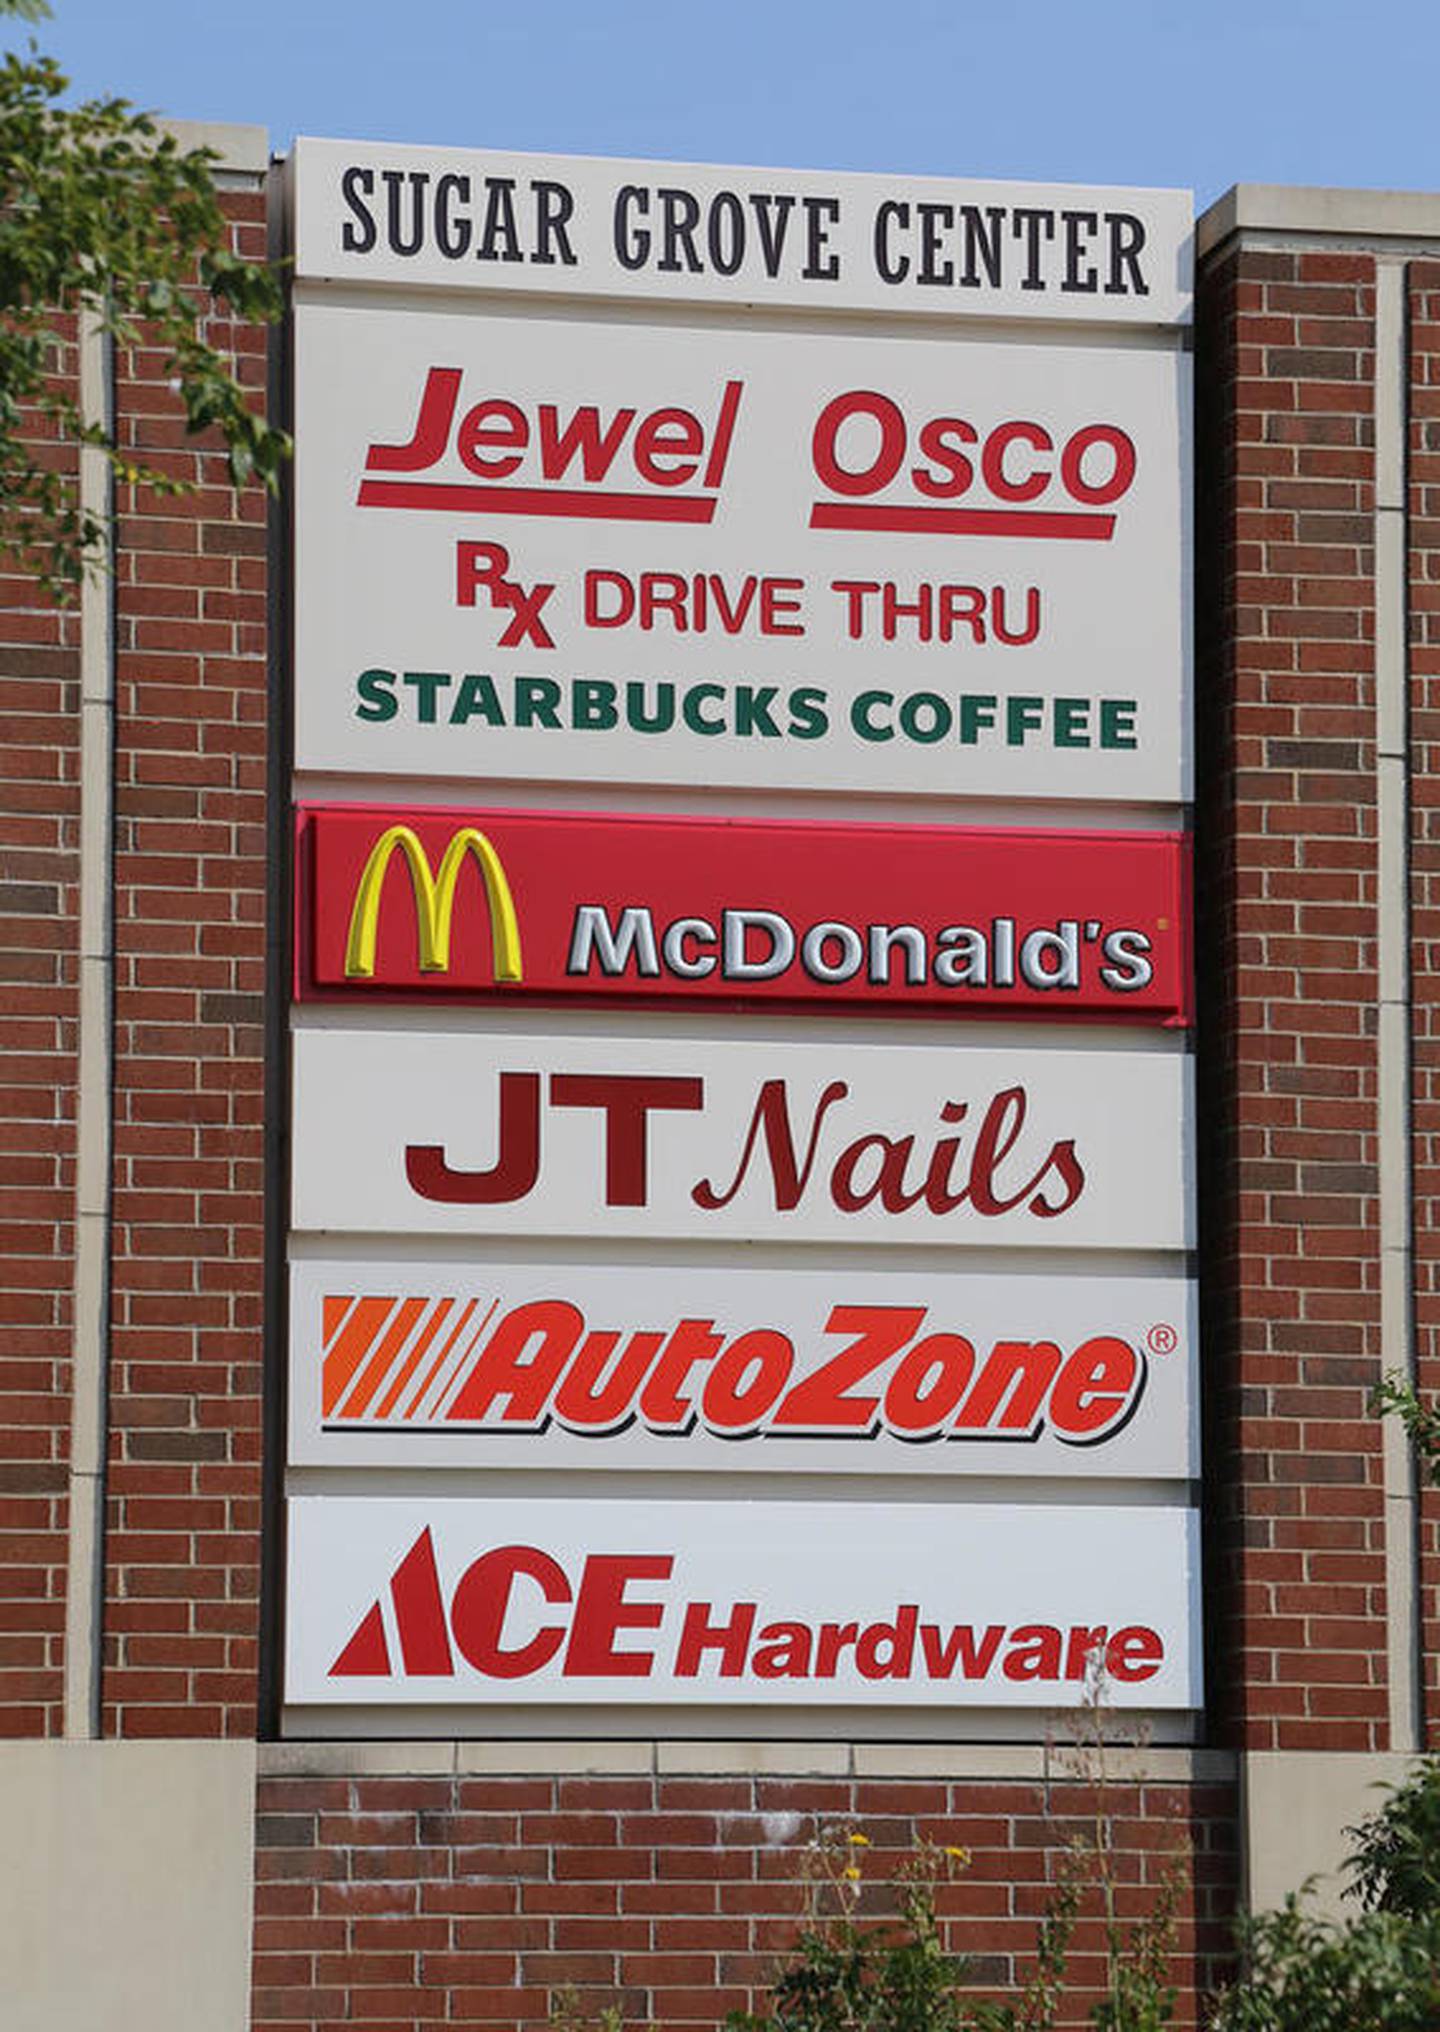 SUGAR GROVE CENTER
Jewel Osco
Rx DRIVE THRU
STARBUCKS COFFEE
M McDonald's
JT Nails
AutoZone®
ACE Hardware